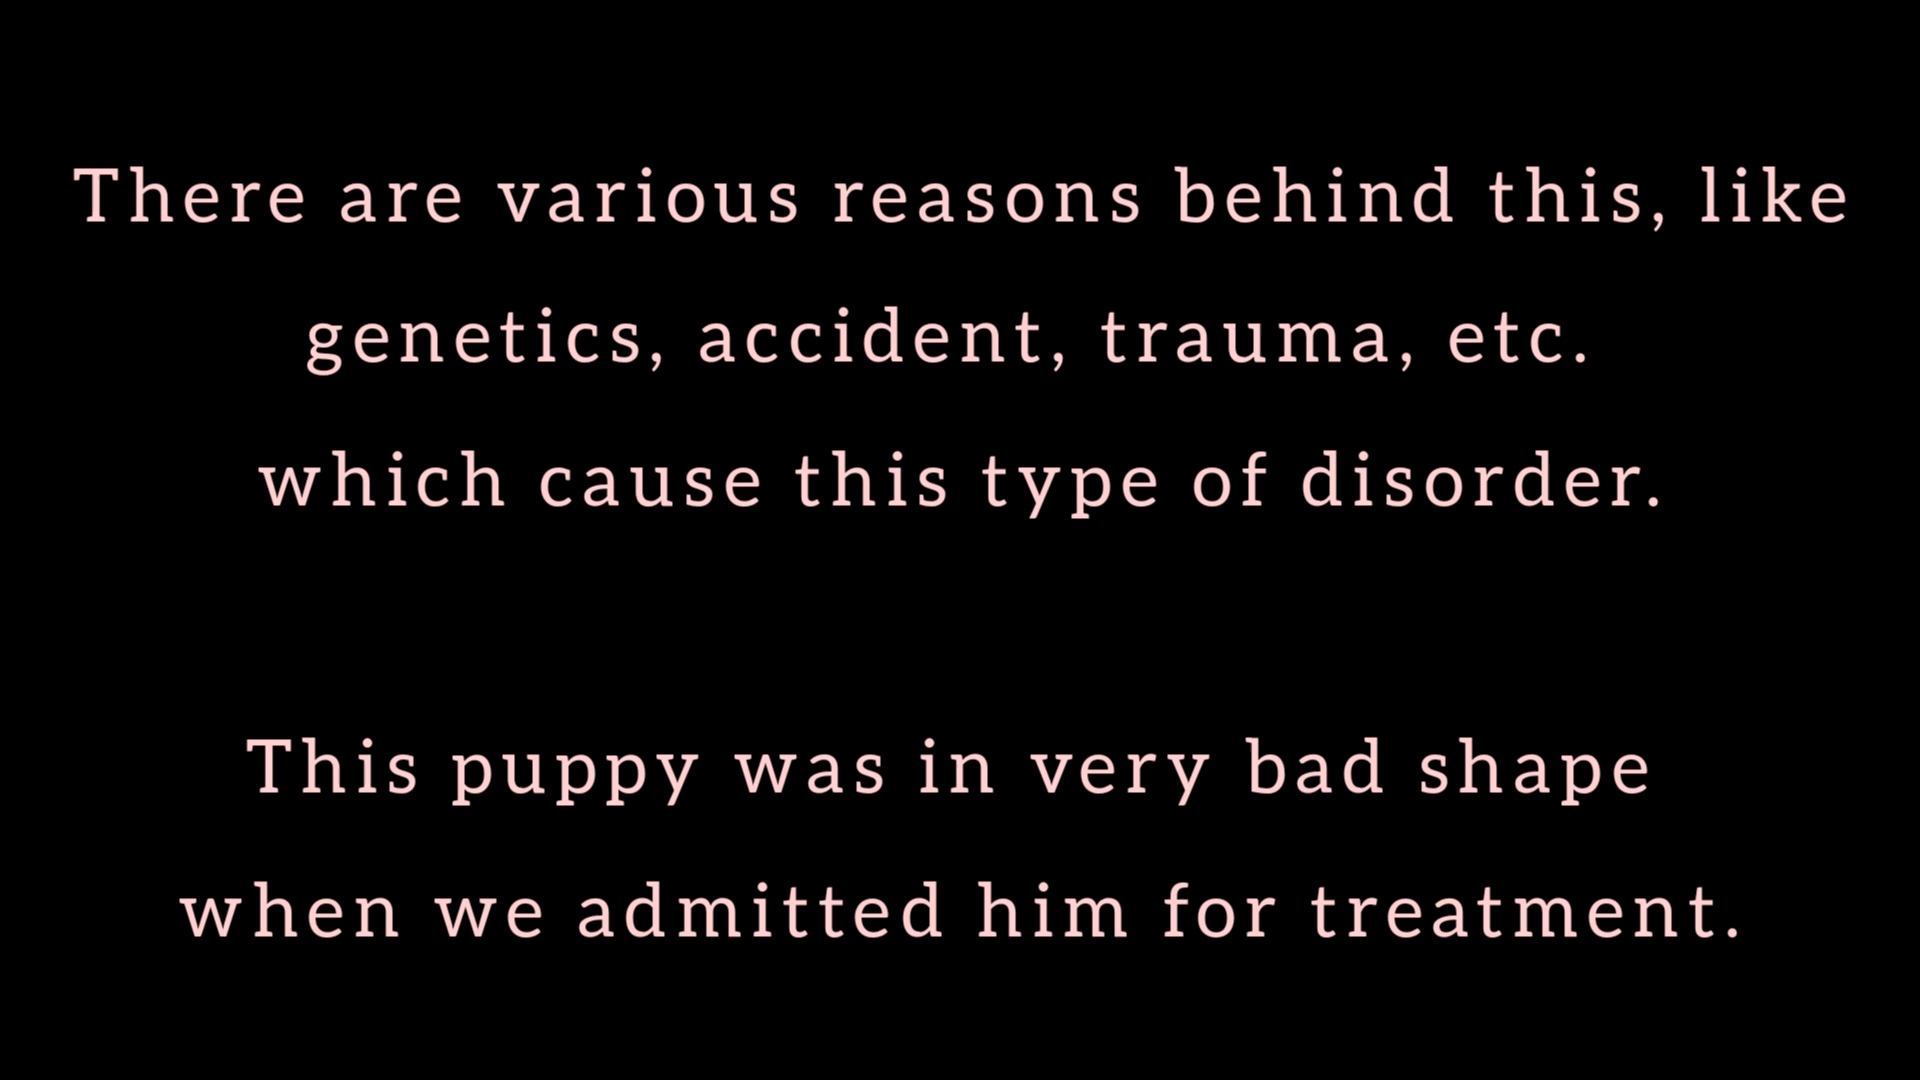 There are various reasons behind this, like
genetics, accident, trauma, etc.
which cause this type of disorder.
This puppy was in very bad shape
when we admitted him for treatment.